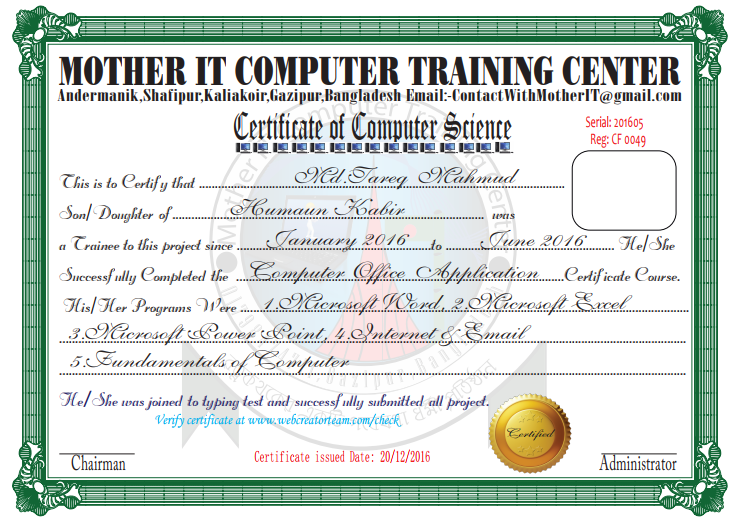 MOTHER IT COMPUTER TRAINING CENTER
Andermanik,Shafipur,Kaliakoir,Gazipur,Bangladesh Email:-ContactWithMotherIT@gmail.com
Certificate of Computer Science
Serial: 201605
Reg: CF 0049
This is to Certify that Md.Tareq Mahmud
Son/Doughter of Humaun Kabir was
a Trainee to this project since January 2016 to June 2016 He/She
Successfully Completed the Computer Office Application Certificate Course.
His/Her Programs Were 1.Microsoft Word, 2.Microsoft Excel
3.Microsoft Power Point, 4.Internet & Email
5.Fundamentals of Computer
He/She was joined to typing test and successfully submitted all project.
Verify certificate at www.webcreatorteam.com/check
Certified
Certificate issued Date: 20/12/2016
Chairman
Administrator